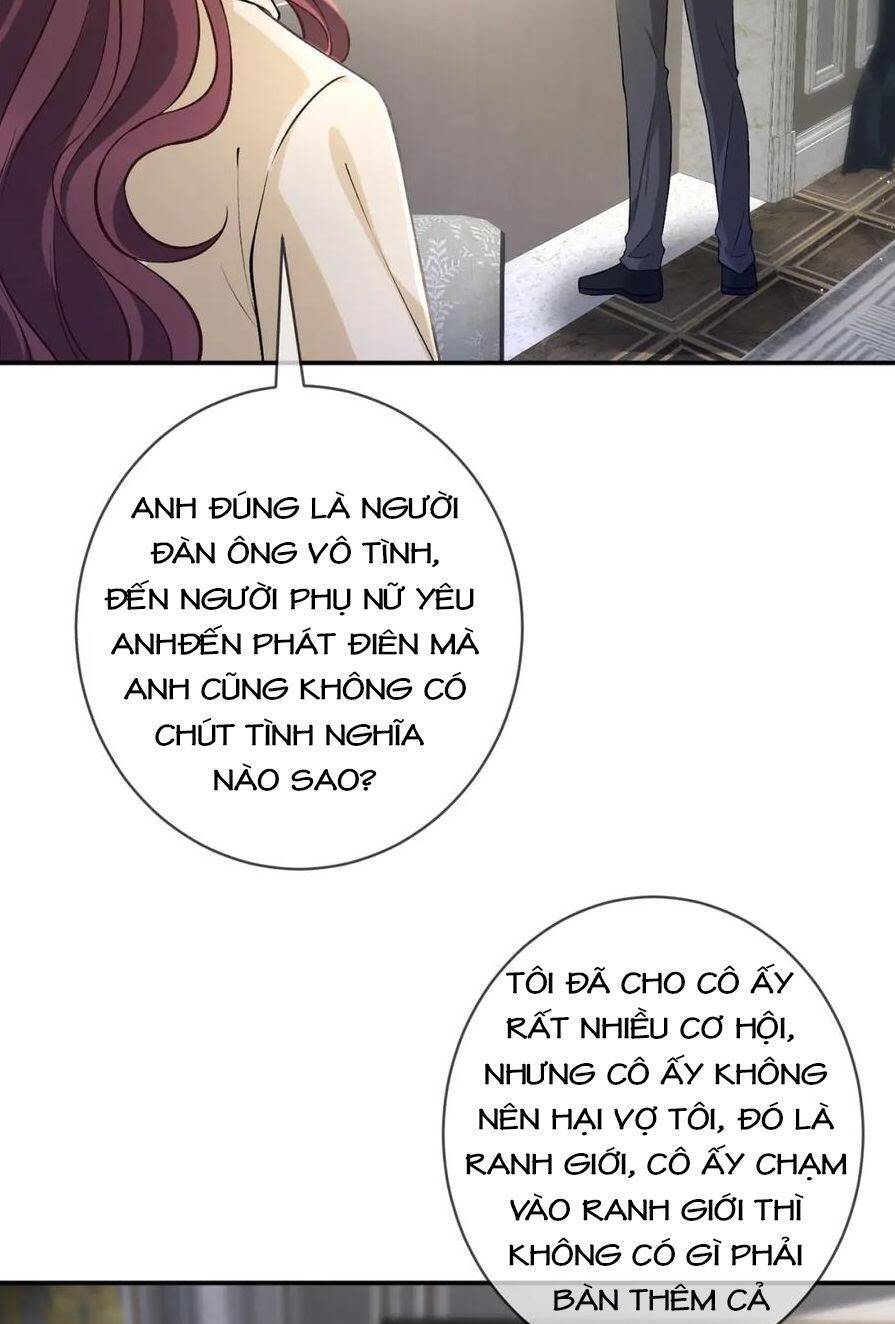 ANH ĐÚNG LÀ NGƯỜI
ĐÀN ÔNG VÔ TÌNH,
ĐẾN NGƯỜI PHỤ NỮ YÊU
ANHĐẾN PHÁT ĐIÊN MÀ
ANH CŨNG KHÔNG CÓ
CHÚT TÌNH NGHĨA
NÀO SAO?
TÔI ĐÃ CHO CÔ ẤY
RẤT NHIỀU CƠ HỘI,
NHƯNG CÔ ẤY KHÔNG
NÊN HẠI VỢ TÔI, ĐÓ LÀ
RANH GIỚI, CÔ ẤY CHẠM
VÀO RANH GIỚI THÌ
KHÔNG CÓ GÌ PHẢI
BÀN THÊM CẢ